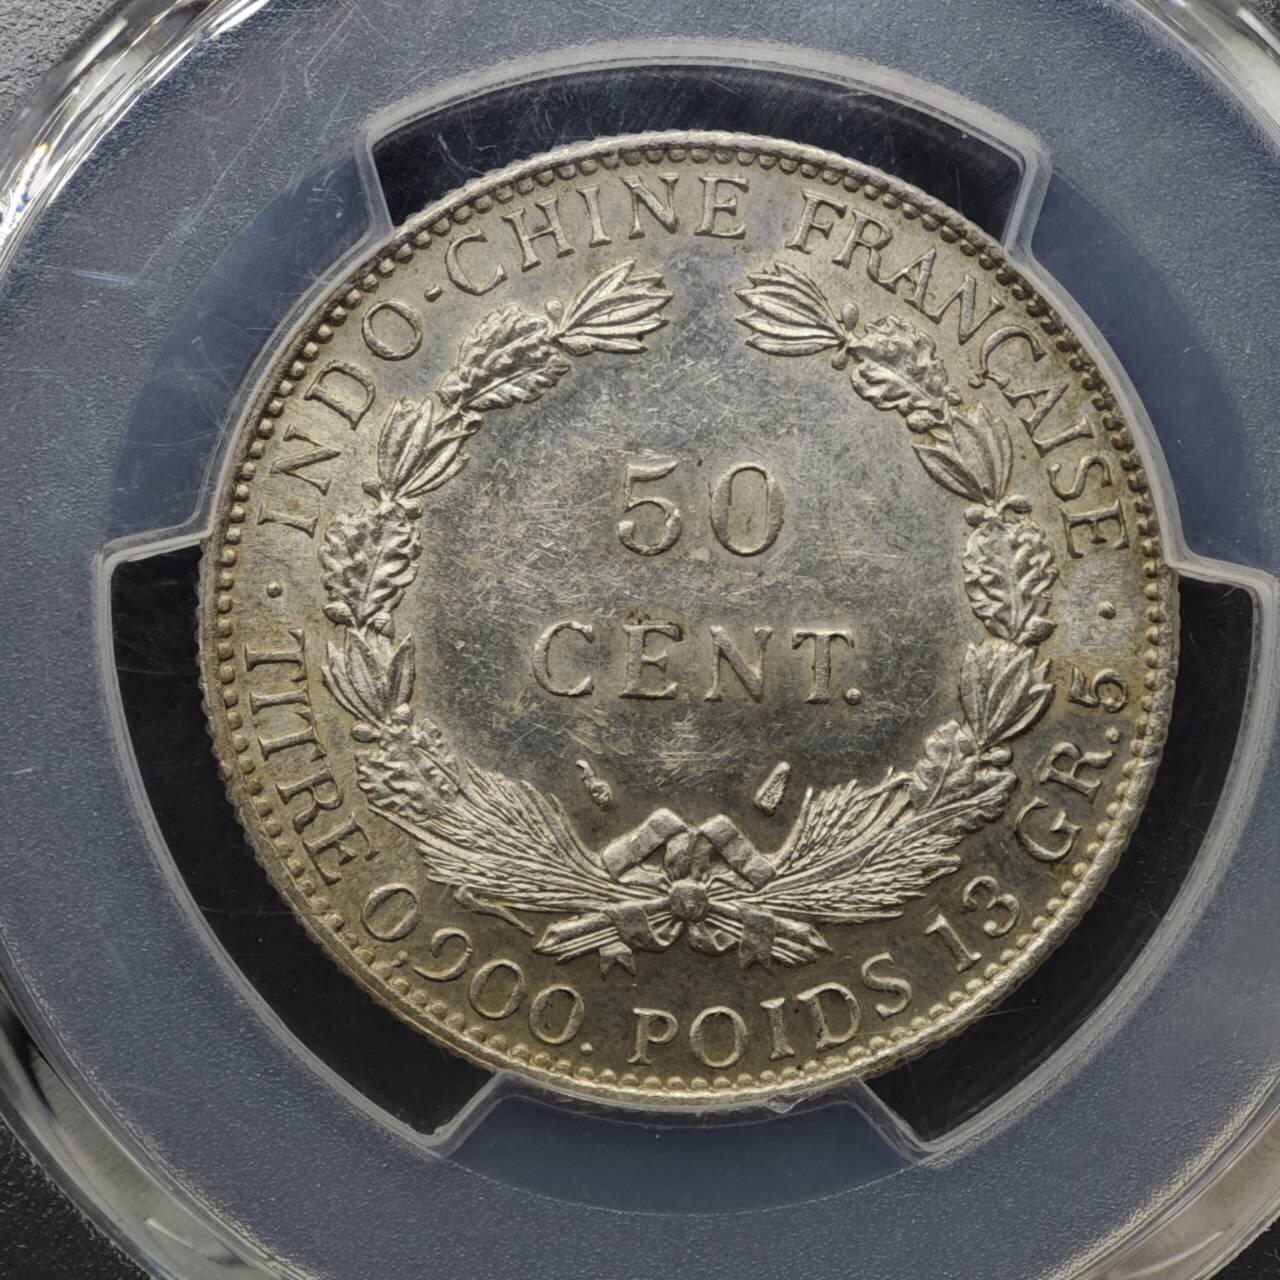 INDO-CHINE FRANÇAISE ·
50
CENT.
TITRE 0.900. POIDS 13 GR. 5 ·